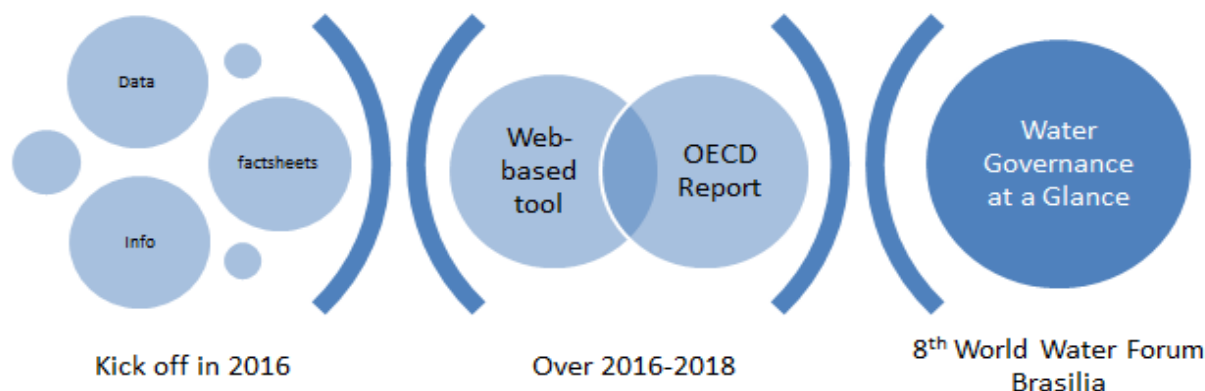 Data
factsheets
Info
Kick off in 2016
Web-
based
tool
OECD
Report
Over 2016-2018
Water
Governance
at a Glance
8th World Water Forum
Brasilia